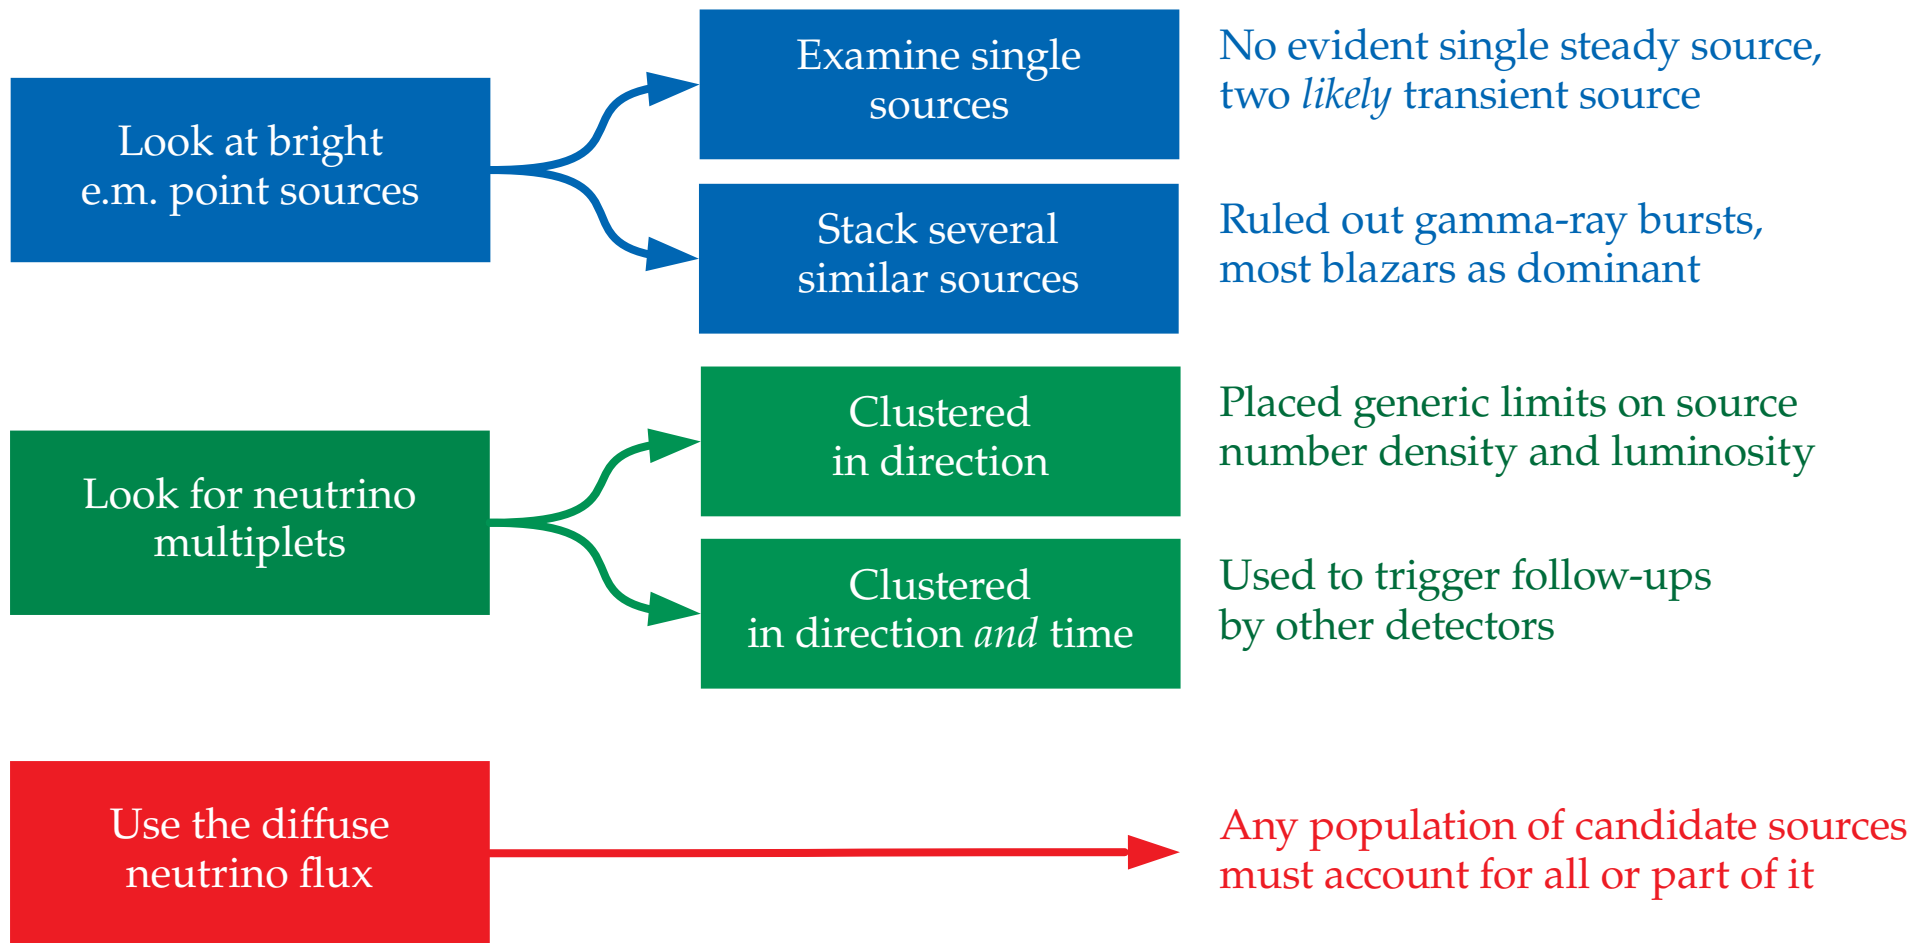 Look at bright
e.m. point sources
Examine single
sources
No evident single steady source,
two likely transient source
Stack several
similar sources
Ruled out gamma-ray bursts,
most blazars as dominant
Look for neutrino
multiplets
Clustered
in direction
Placed generic limits on source
number density and luminosity
Clustered
in direction and time
Used to trigger follow-ups
by other detectors
Use the diffuse
neutrino flux
Any population of candidate sources
must account for all or part of it